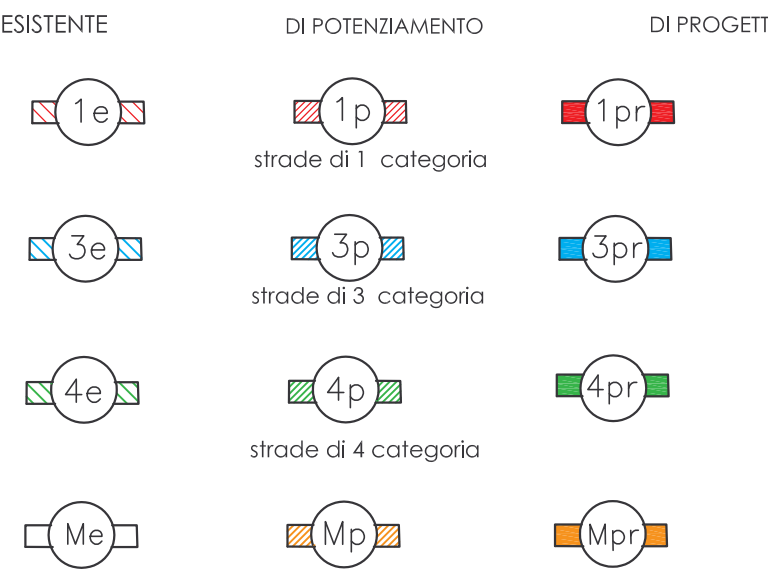 ESISTENTE DI POTENZIAMENTO DI PROGETT
1e 1p 1pr
strade di 1 categoria
3e 3p 3pr
strade di 3 categoria
4e 4p 4pr
strade di 4 categoria
Me Mp Mpr